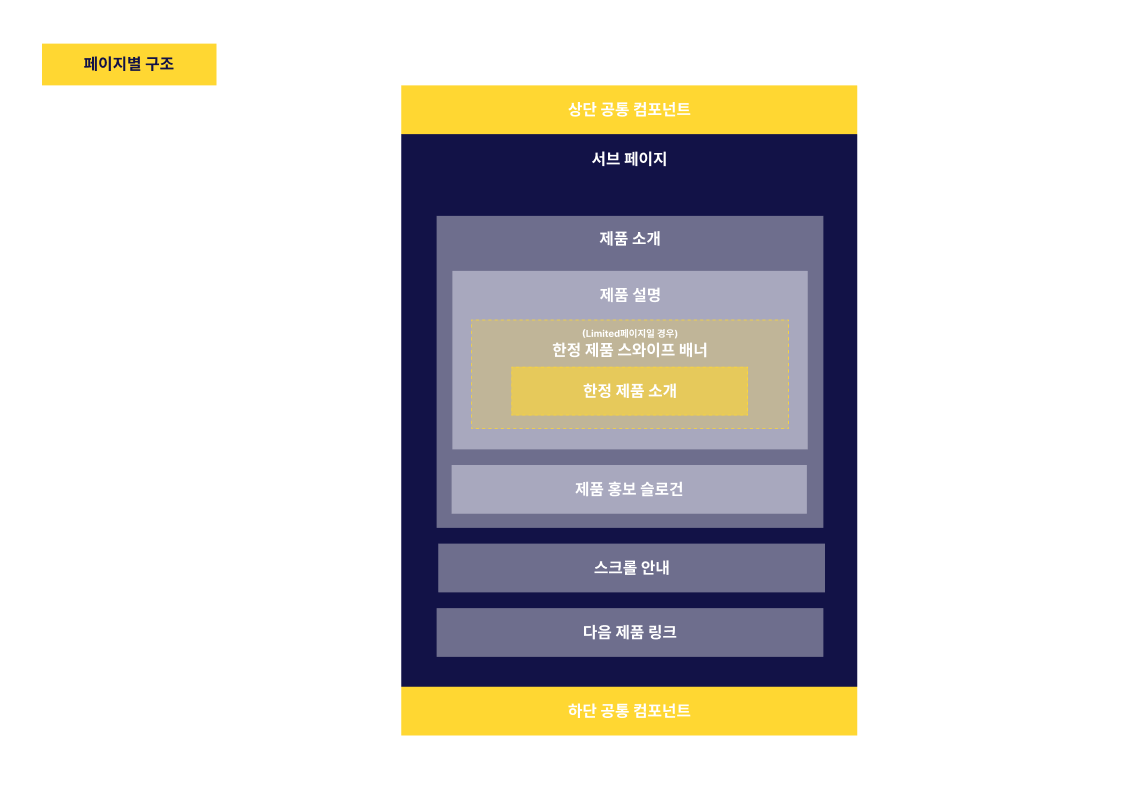 페이지별 구조
상단 공통 컴포넌트
서브 페이지
제품 소개
제품 설명
(Limited페이지일 경우)
한정 제품 스와이프 배너
한정 제품 소개
제품 홍보 슬로건
스크롤 안내
다음 제품 링크
하단 공통 컴포넌트